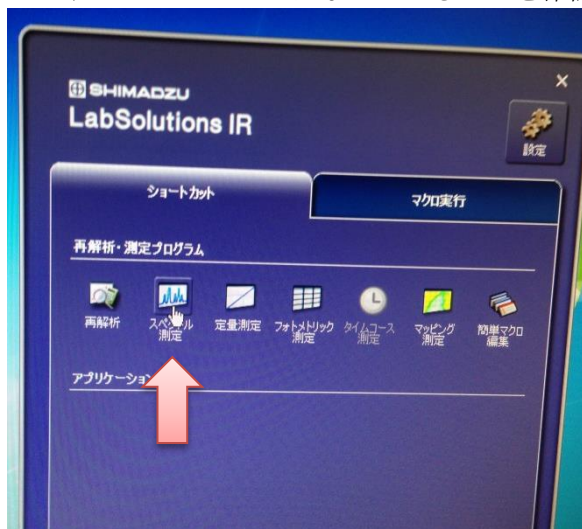 SHIMADZU
LabSolutions IR
設定
ショートカット
マクロ実行
再解析・測定プログラム
再解析
スペクトル
測定
定量測定
フォトメトリック
測定
タイムコース
測定
マッピング
測定
簡単マクロ
編集
アプリケーション